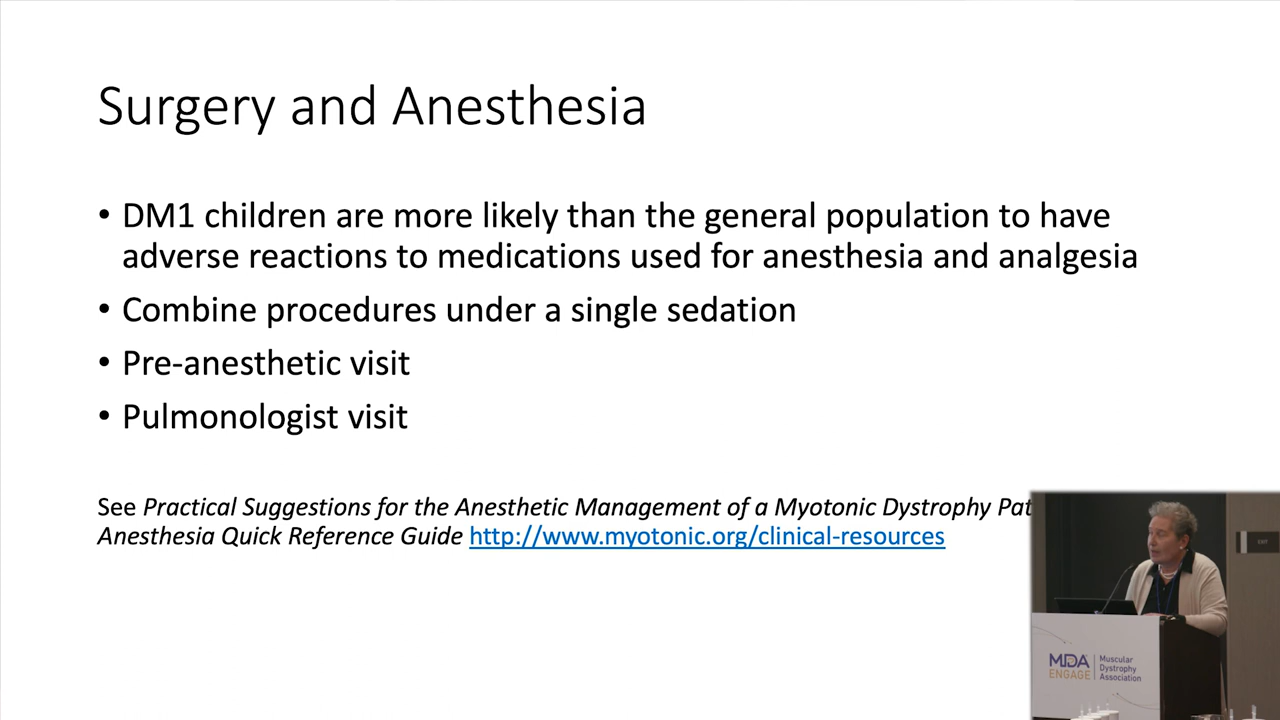 Surgery and Anesthesia
• DM1 children are more likely than the general population to have
adverse reactions to medications used for anesthesia and analgesia
• Combine procedures under a single sedation
• Pre-anesthetic visit
• Pulmonologist visit
See Practical Suggestions for the Anesthetic Management of a Myotonic Dystrophy
Anesthesia Quick Reference Guide http://www.myotonic.org/clinical-resources
MDA
ENGAGE
Muscular
Dystrophy
Association
EXIT